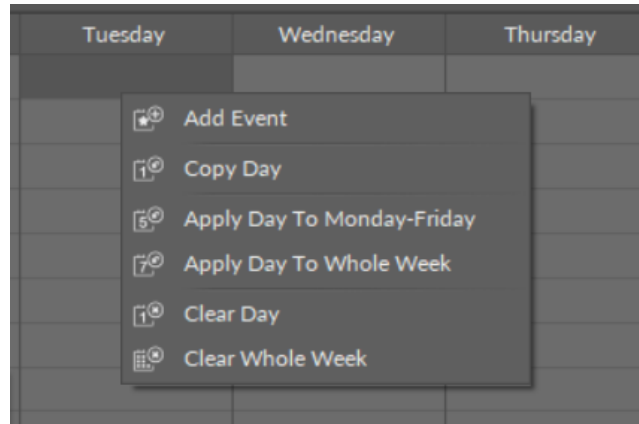 Tuesday Wednesday Thursday
Add Event
Copy Day
Apply Day To Monday-Friday
Apply Day To Whole Week
Clear Day
Clear Whole Week